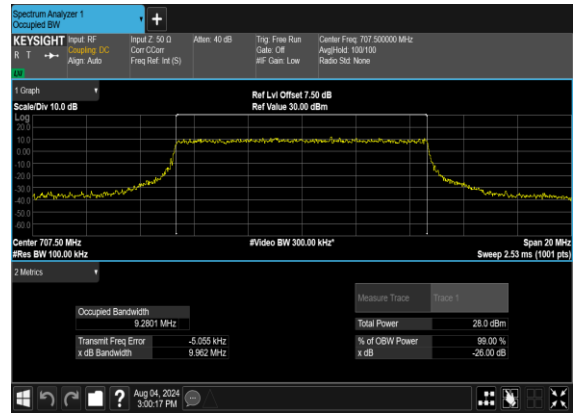 Spectrum Analyzer 1
Occupied BW
+
KEYSIGHT Input: RF Input Z: 50 Ω Atten: 40 dB Trig: Free Run Center Freq: 707.500000 MHz
R T Coupling: DC Corr CCorr Gate: Off Avg|Hold: 100/100
Align: Auto Freq Ref: Int (S) #IF Gain: Low Radio Std: None
1 Graph
Ref Lvl Offset 7.50 dB
Scale/Div 10.0 dB Ref Value 30.00 dBm
Log
20.0
10.0
0.00
-10.0
-20.0
-30.0
-40.0
-50.0
-60.0
Center 707.50 MHz #Video BW 300.00 kHz* Span 20 MHz
#Res BW 100.00 kHz Sweep 2.53 ms (1001 pts)
2 Metrics
Measure Trace Trace 1
Occupied Bandwidth
9.2801 MHz Total Power 28.0 dBm
Transmit Freq Error -5.055 kHz % of OBW Power 99.00 %
x dB Bandwidth 9.962 MHz x dB -26.00 dB
? Aug 04, 2024
3:00:17 PM